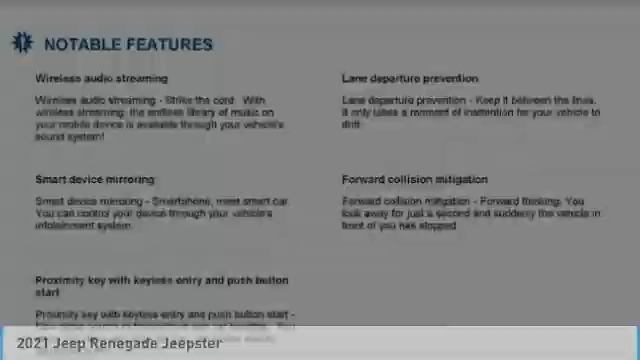 NOTABLE FEATURES
Wireless audio streaming
Wireless audio streaming - Strike the cord. With
wireless streaming, the endless library of music on
your mobile device is available through your vehicle's
sound system!
Lane departure prevention
Lane departure prevention - Keep it between the lines.
It only takes a moment of inattention for your vehicle to
drift.
Smart device mirroring
Smart device mirroring - Smartphone, meet smart car.
You can control your device through your vehicle's
infotainment system.
Forward collision mitigation
Forward collision mitigation - Forward thinking. You
look away for just a second and suddenly the vehicle in
front of you has stopped.
Proximity key with keyless entry and push button
start
Proximity key with keyless entry and push button start -
2021 Jeep Renegade Jeepster